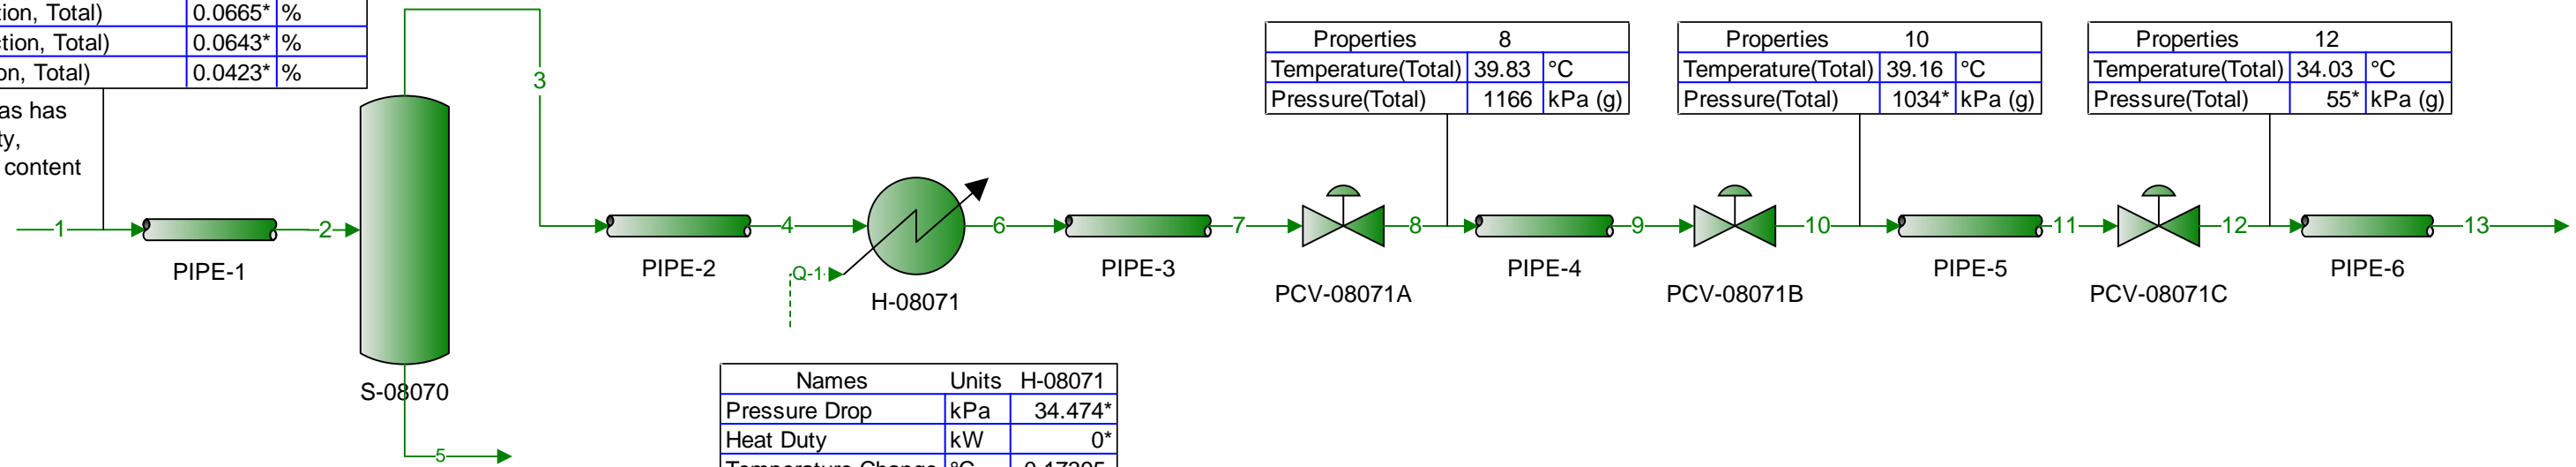 tion, Total) 0.0665* %
ction, Total) 0.0643* %
on, Total) 0.0423* %
as has
ty,
content
1
PIPE-1
2
S-08070
3
5
PIPE-2
4
Q-1
H-08071
6
PIPE-3
7
PCV-08071A
8
PIPE-4
9
PCV-08071B
10
PIPE-5
11
PCV-08071C
12
PIPE-6
13
Properties 8
Temperature(Total) 39.83 °C
Pressure(Total) 1166 kPa (g)
Properties 10
Temperature(Total) 39.16 °C
Pressure(Total) 1034* kPa (g)
Properties 12
Temperature(Total) 34.03 °C
Pressure(Total) 55* kPa (g)
Names Units H-08071
Pressure Drop kPa 34.474*
Heat Duty kW 0*
Temperature Change °C 0.17395